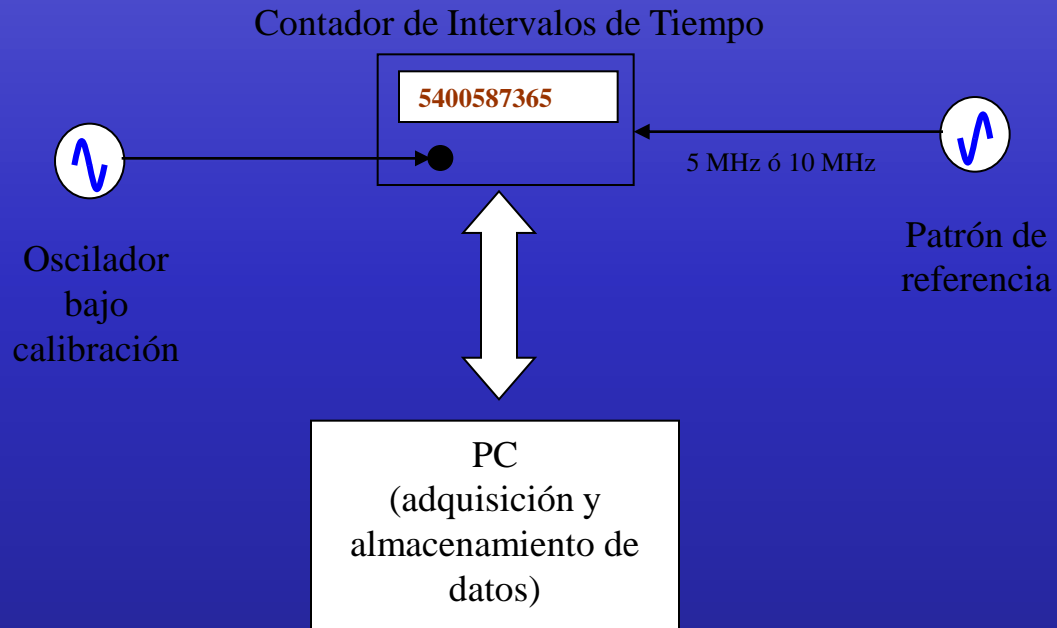 Contador de Intervalos de Tiempo
5400587365
5 MHz ó 10 MHz
Oscilador
bajo
calibración
Patrón de
referencia
PC
(adquisición y
almacenamiento de
datos)